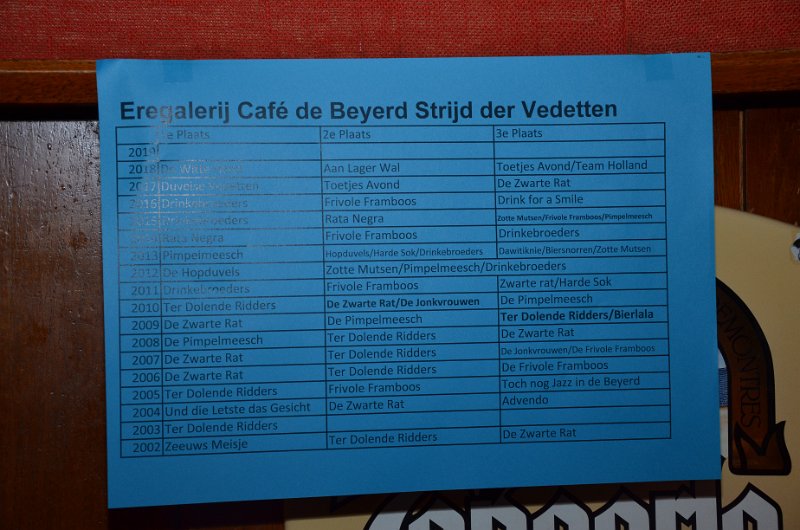 Eregalerij Café de Beyerd Strijd der Vedetten
1e Plaats 2e Plaats 3e Plaats
2019
2018 De Aan Lager Wal Toetjes Avond/Team Holland
2017 Duveise Toetjes Avond De Zwarte Rat
2016 Drinkebroeders Frivole Framboos Drink for a Smile
2015 Drinkebroeders Rata Negra Zotte Mutsen/Frivole Framboos/Pimpelmeesch
2014 Rata Negra Frivole Framboos Drinkebroeders
2013 Pimpelmeesch Hopduvels/Harde Sok/Drinkebroeders Dawitiknie/Biersnorren/Zotte Mutsen
2012 De Hopduvels Zotte Mutsen/Pimpelmeesch/Drinkebroeders
2011 Drinkebroeders Frivole Framboos Zwarte rat/Harde Sok
2010 Ter Dolende Ridders De Zwarte Rat/De Jonkvrouwen De Pimpelmeesch
2009 De Zwarte Rat De Pimpelmeesch Ter Dolende Ridders/Bierlala
2008 De Pimpelmeesch Ter Dolende Ridders De Zwarte Rat
2007 De Zwarte Rat Ter Dolende Ridders De Jonkvrouwen/De Frivole Framboos
2006 De Zwarte Rat Ter Dolende Ridders De Frivole Framboos
2005 Ter Dolende Ridders Frivole Framboos Toch nog Jazz in de Beyerd
2004 Und die Letste das Gesicht De Zwarte Rat Advendo
2003 Ter Dolende Ridders
2002 Zeeuws Meisje Ter Dolende Ridders De Zwarte Rat